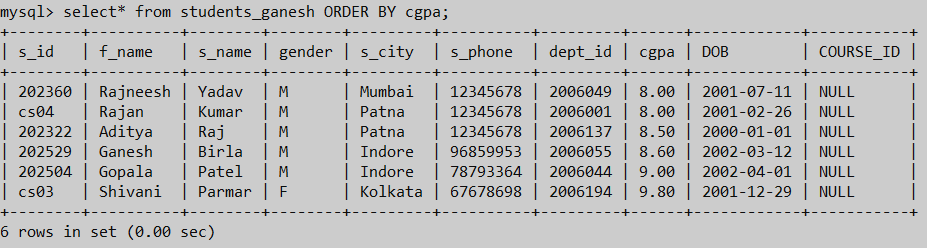 mysql> select* from students_ganesh ORDER BY cgpa;
+--------+----------+--------+--------+---------+----------+---------+------+------------+-----------+
| s_id   | f_name   | s_name | gender | s_city  | s_phone  | dept_id | cgpa | DOB        | COURSE_ID |
+--------+----------+--------+--------+---------+----------+---------+------+------------+-----------+
| 202360 | Rajneesh | Yadav  | M      | Mumbai  | 12345678 | 2006049 | 8.00 | 2001-07-11 | NULL      |
| cs04   | Rajan    | Kumar  | M      | Patna   | 12345678 | 2006001 | 8.00 | 2001-02-26 | NULL      |
| 202322 | Aditya   | Raj    | M      | Patna   | 12345678 | 2006137 | 8.50 | 2000-01-01 | NULL      |
| 202529 | Ganesh   | Birla  | M      | Indore  | 96859953 | 2006055 | 8.60 | 2002-03-12 | NULL      |
| 202504 | Gopala   | Patel  | M      | Indore  | 78793364 | 2006044 | 9.00 | 2002-04-01 | NULL      |
| cs03   | Shivani  | Parmar | F      | Kolkata | 67678698 | 2006194 | 9.80 | 2001-12-29 | NULL      |
+--------+----------+--------+--------+---------+----------+---------+------+------------+-----------+
6 rows in set (0.00 sec)